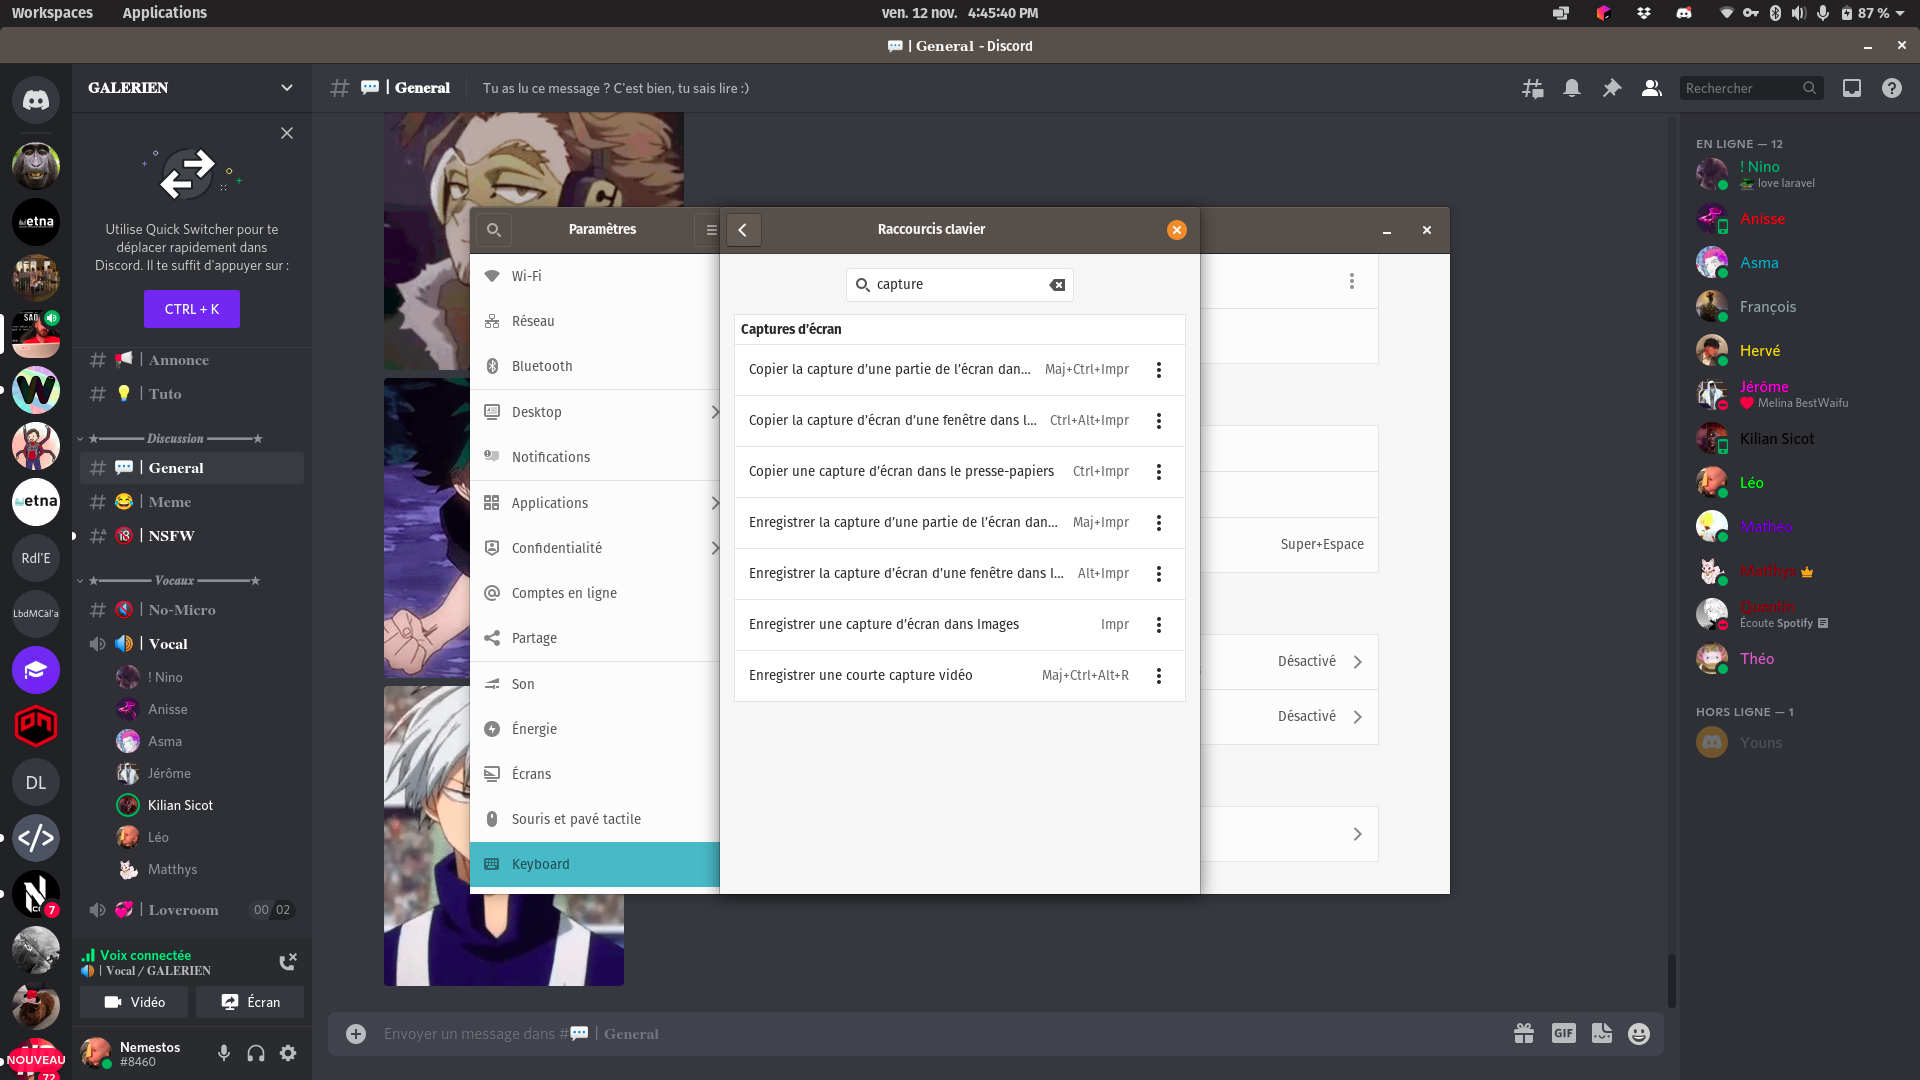 Workspaces Applications ven. 12 nov. 4:45:40 PM 87 %
💬 | General - Discord
GALERIEN
# 💬 | General Tu as lu ce message ? C'est bien, tu sais lire :) Rechercher
Utilise Quick Switcher pour te
déplacer rapidement dans
Discord. Il te suffit d'appuyer sur :
CTRL + K
# 📢 | Annonce
# 💡 | Tuto
★━━━━━ Discussion ━━━━━★
# 💬 | General
# 😂 | Meme
# 🔞 | NSFW
★━━━━━ Vocaux ━━━━━★
# 🔇 | No-Micro
🔊 | Vocal
! Nino
Anisse
Asma
Jérôme
Kilian Sicot
Léo
Matthys
💞 | Loveroom 00 02
Voix connectée
🔊 | Vocal / GALERIEN
Vidéo Écran
Nemestos
#8460
etna
etna
Rdl'E
LbdMCàl'a
DL
7
NOUVEAU
72
Paramètres
Wi-Fi
Réseau
Bluetooth
Desktop
Notifications
Applications
Confidentialité
Comptes en ligne
Partage
Son
Énergie
Écrans
Souris et pavé tactile
Keyboard
Raccourcis clavier
capture
Captures d'écran
Copier la capture d'une partie de l'écran dan... Maj+Ctrl+Impr
Copier la capture d'écran d'une fenêtre dans l... Ctrl+Alt+Impr
Copier une capture d'écran dans le presse-papiers Ctrl+Impr
Enregistrer la capture d'une partie de l'écran dan... Maj+Impr
Enregistrer la capture d'écran d'une fenêtre dans I... Alt+Impr
Enregistrer une capture d'écran dans Images Impr
Enregistrer une courte capture vidéo Maj+Ctrl+Alt+R
Super+Espace
Désactivé
Désactivé
Envoyer un message dans #💬 | General
GIF
EN LIGNE — 12
! Nino
love laravel
Anisse
Asma
François
Hervé
Jérôme
Melina BestWaifu
Kilian Sicot
Léo
Mathéo
Matthys
Quentin
Écoute Spotify
Théo
HORS LIGNE — 1
Youns